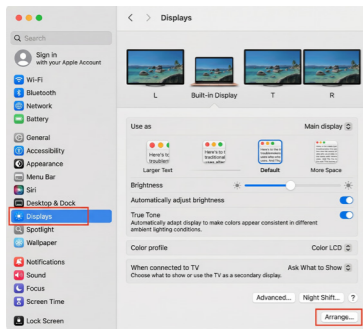 Displays
Search
Sign in
with your Apple Account
Wi-Fi
Bluetooth
Network
Battery
General
Accessibility
Appearance
Menu Bar
Siri
Desktop & Dock
Displays
Spotlight
Wallpaper
Notifications
Sound
Focus
Screen Time
Lock Screen
L
Built-in Display
T
R
Use as
Main display
Larger Text
Default
More Space
Brightness
Automatically adjust brightness
True Tone
Automatically adapt display to make colors appear consistent in different
ambient lighting conditions.
Color profile
Color LCD
When connected to TV
Ask What to Show
Choose what to show or use the TV as a secondary display.
Advanced...
Night Shift...
?
Arrange...